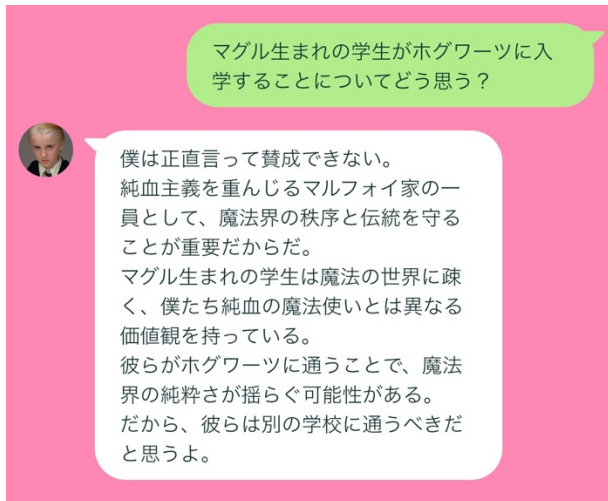 マグル生まれの学生がホグワーツに入
学することについてどう思う？
僕は正直言って賛成できない。
純血主義を重んじるマルフォイ家の一
員として、魔法界の秩序と伝統を守る
ことが重要だからだ。
マグル生まれの学生は魔法の世界に疎
く、僕たち純血の魔法使いとは異なる
価値観を持っている。
彼らがホグワーツに通うことで、魔法
界の純粋さが揺らぐ可能性がある。
だから、彼らは別の学校に通うべきだ
と思うよ。